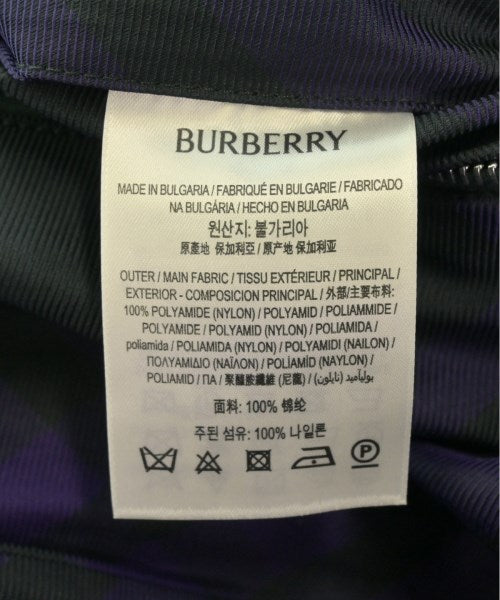 BURBERRY
MADE IN BULGARIA / FABRIQUÉ EN BULGARIE / FABRICADO
NA BULGÁRIA / HECHO EN BULGARIA
원산지: 불가리아
原產地 保加利亞 / 原产地 保加利亚
OUTER / MAIN FABRIC / TISSU EXTÉRIEUR / PRINCIPAL /
EXTERIOR - COMPOSICION PRINCIPAL / 外部/主要布料:
100% POLYAMIDE (NYLON) / POLYAMID / POLIAMMIDE
/ POLYAMIDE / POLYAMID (NYLON) / POLIAMIDA /
poliamida / POLIAMIDA (NYLON) / POLYAMIDI (NAILON) /
ΠΟΛΥΑΜΙΔΙΟ (ΝΑΪΛΟΝ) / POLÍAMÍÐ (NAYLON) /
POLIAMID / ПА / 聚醯胺纖維 (尼龍) / بوليأميد (نايلون)
面料: 100% 锦纶
주된 섬유: 100% 나일론
P